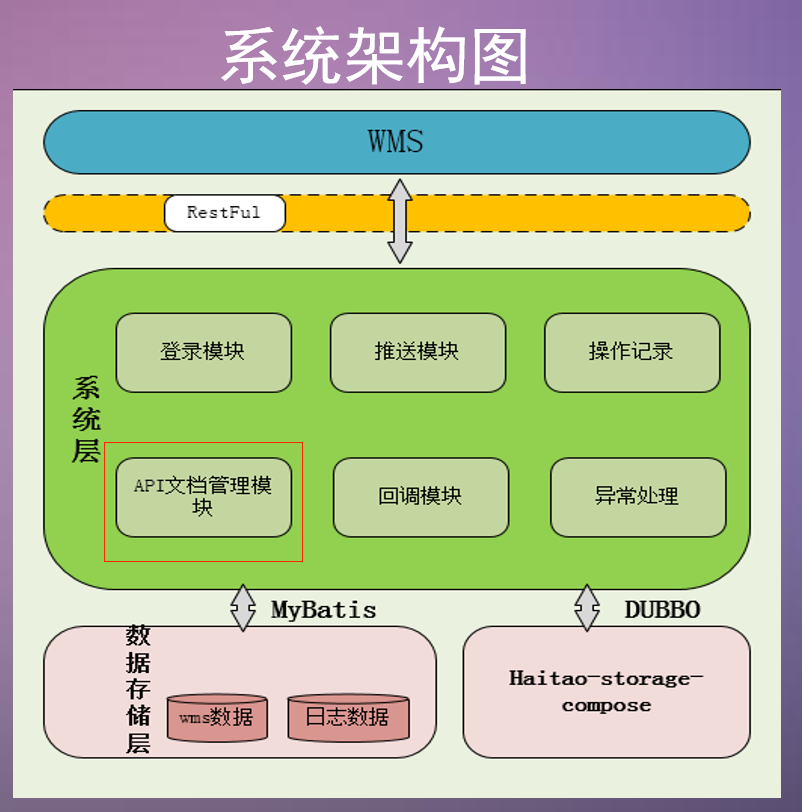 系统架构图
WMS
RestFul
系统层
登录模块
推送模块
操作记录
API文档管理模
块
回调模块
异常处理
MyBatis
DUBBO
数据存储层
wms数据
日志数据
Haitao-storage-
compose